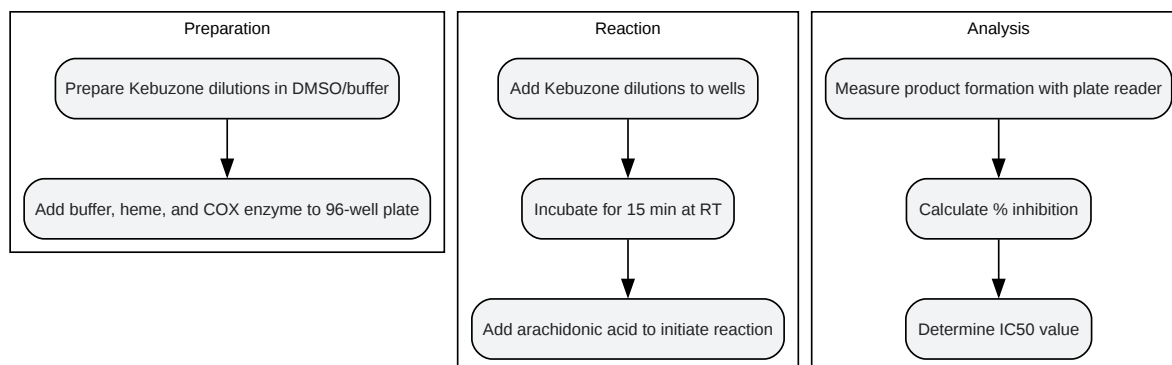 Preparation
Prepare Kebuzone dilutions in DMSO/buffer
Add buffer, heme, and COX enzyme to 96-well plate
Reaction
Add Kebuzone dilutions to wells
Incubate for 15 min at RT
Add arachidonic acid to initiate reaction
Analysis
Measure product formation with plate reader
Calculate % inhibition
Determine IC50 value